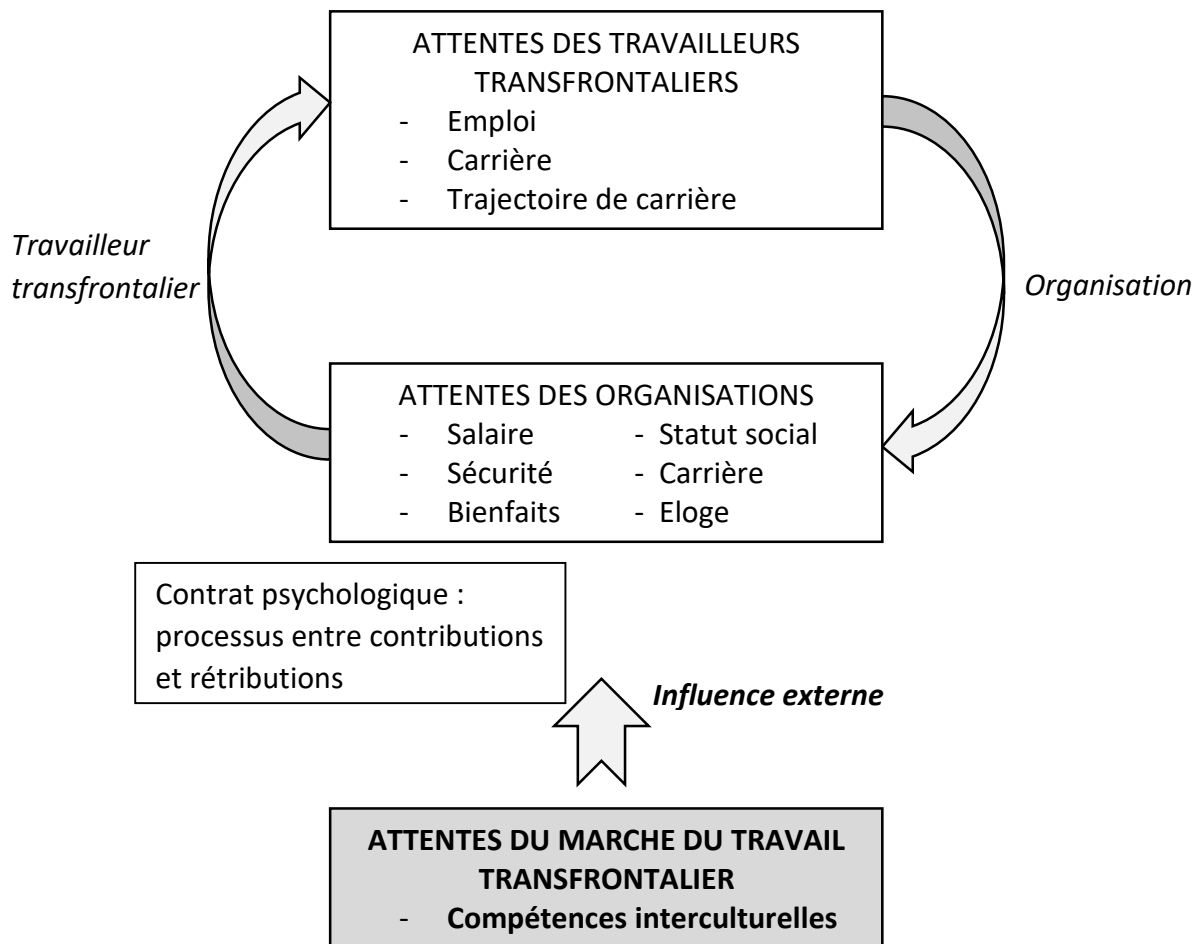 ATTENTES DES TRAVAILLEURS
TRANSFRONTALIERS
- Emploi
- Carrière
- Trajectoire de carrière
Travailleur
transfrontalier
Organisation
ATTENTES DES ORGANISATIONS
- Salaire - Statut social
- Sécurité - Carrière
- Bienfaits - Eloge
Contrat psychologique :
processus entre contributions
et rétributions
Influence externe
ATTENTES DU MARCHE DU TRAVAIL
TRANSFRONTALIER
- Compétences interculturelles